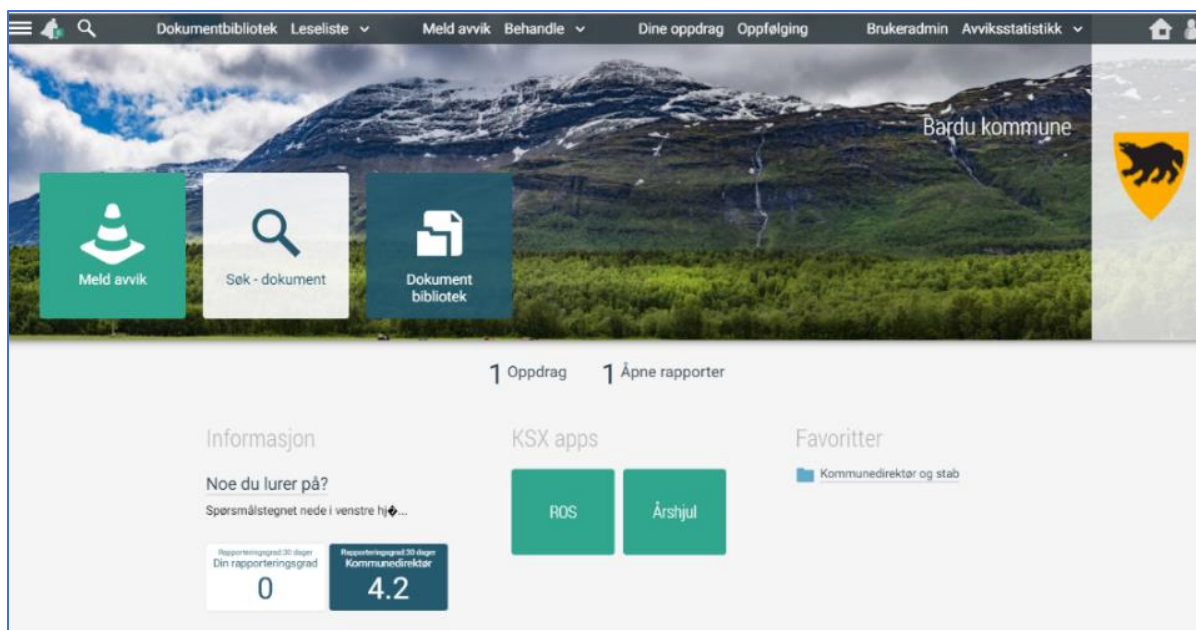 Dokumentbibliotek Leseliste Meld avvik Behandle Dine oppdrag Oppfølging Brukeradmin Avviksstatistikk
Bardu kommune
Meld avvik
Søk - dokument
Dokument
bibliotek
1 Oppdrag 1 Åpne rapporter
Informasjon
Noe du lurer på?
Spørsmålstegnet nede i venstre hj�...
Rapporteringsgrad 30 dager
Din rapporteringsgrad
0
Rapporteringsgrad 30 dager
Kommunedirektør
4.2
KSX apps
ROS
Årshjul
Favoritter
Kommunedirektør og stab